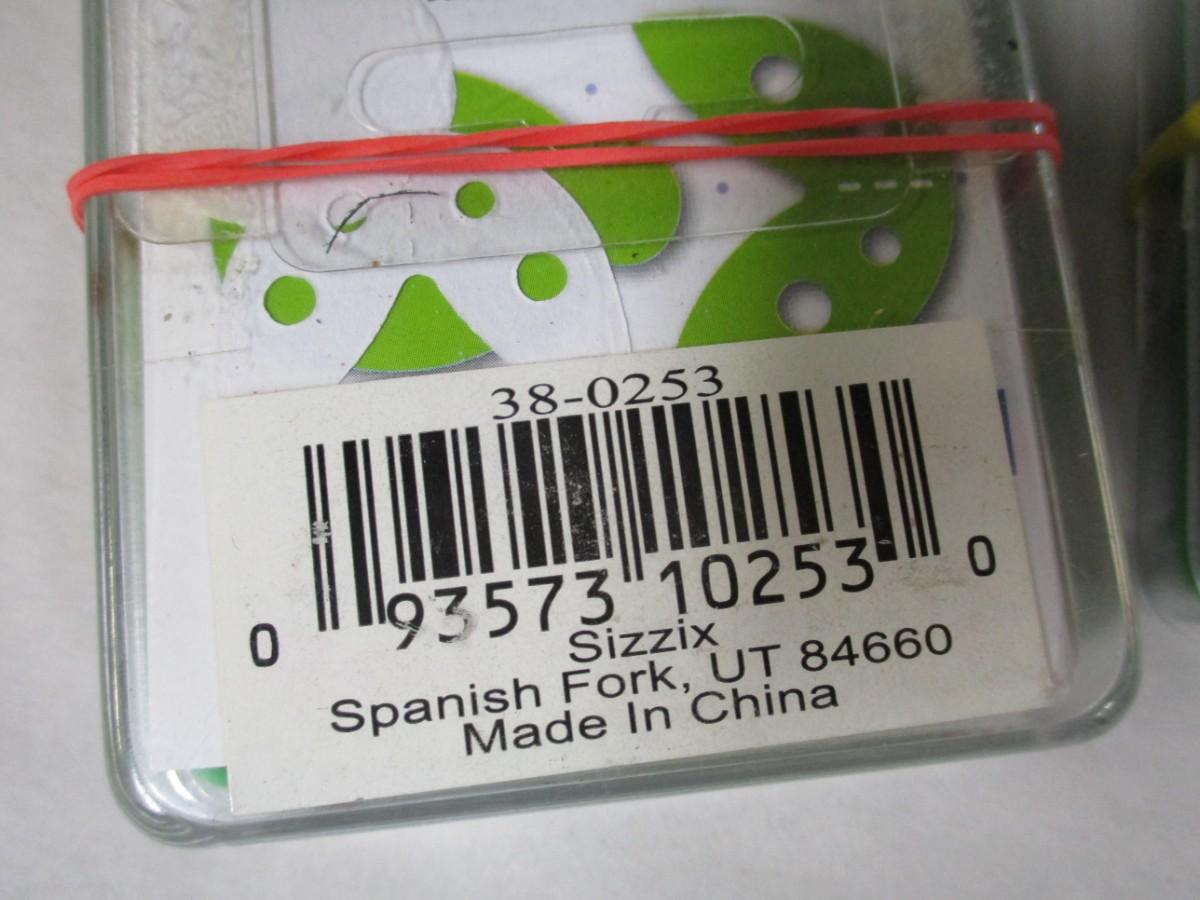 38-0253
0 93573 10253 0
Sizzix
Spanish Fork, UT 84660
Made In China